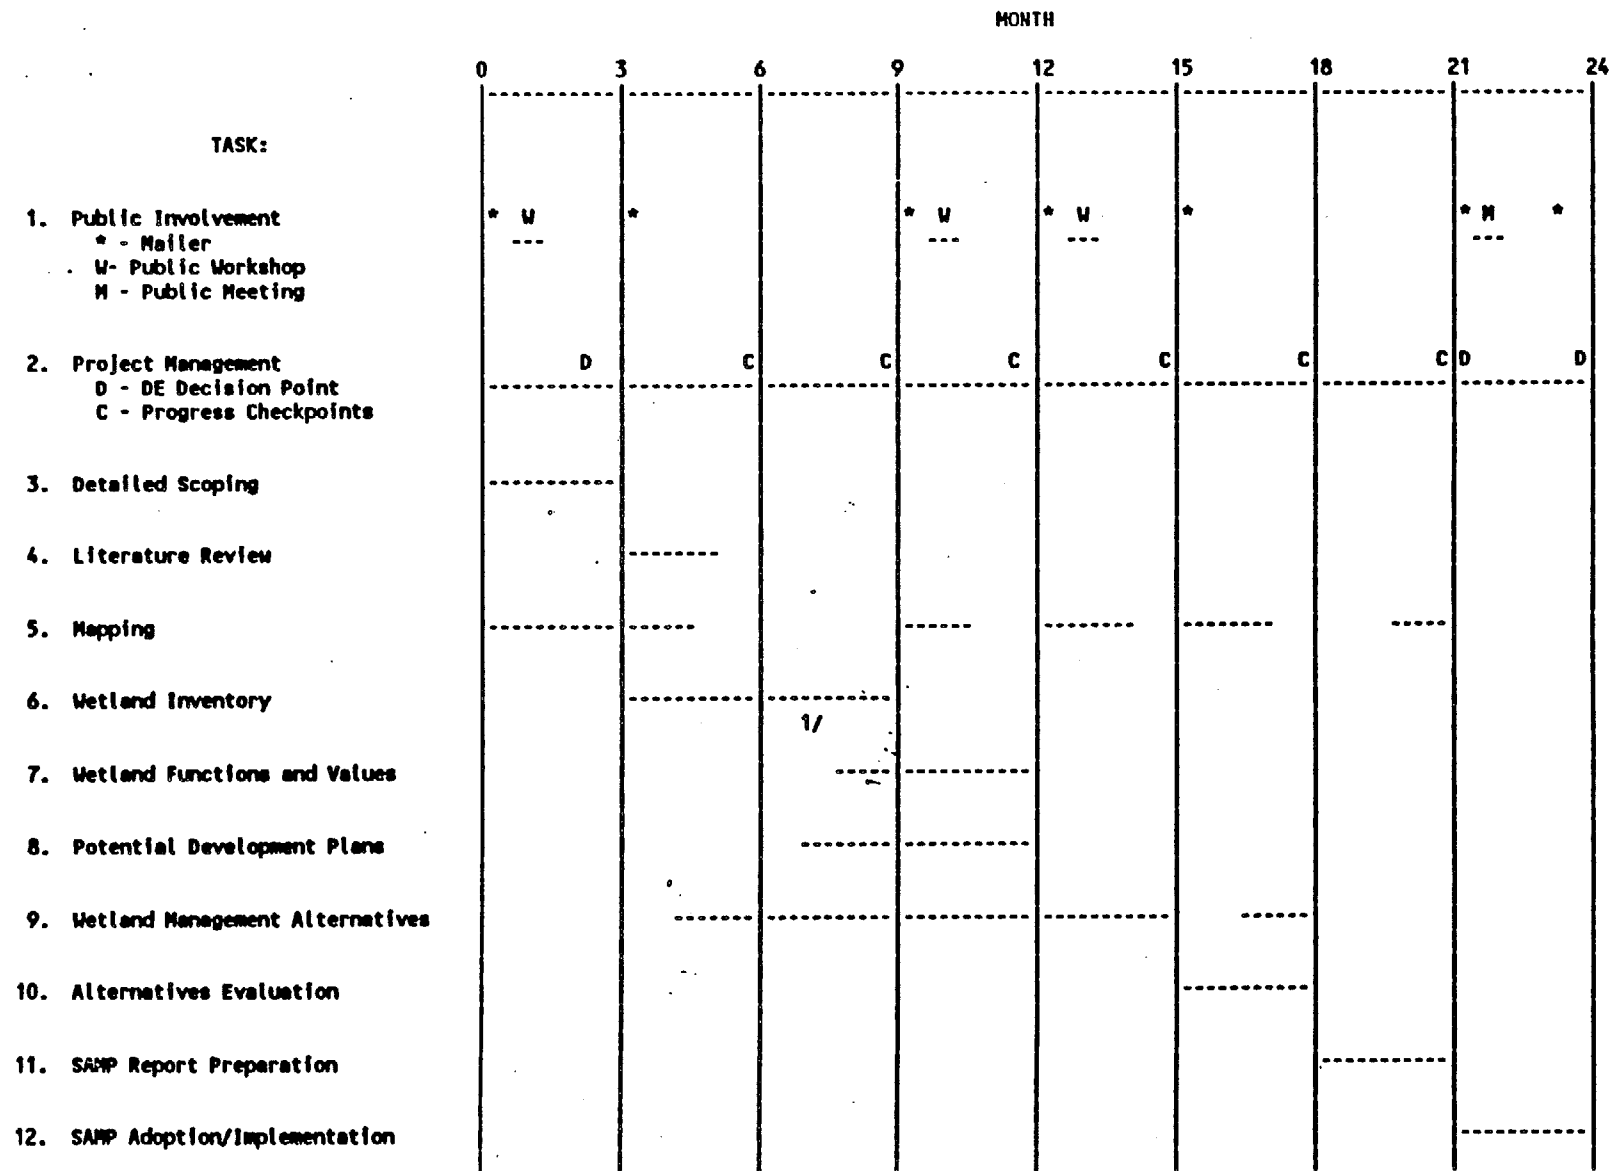 MONTH
0 3 6 9 12 15 18 21 24
TASK:
1. Public Involvement * W * * W * W * * M *
* - Mailer
W- Public Workshop
M - Public Meeting
2. Project Management D C C C C C C D D
D - DE Decision Point
C - Progress Checkpoints
3. Detailed Scoping
4. Literature Review
5. Mapping
6. Wetland Inventory
1/
7. Wetland Functions and Values
8. Potential Development Plans
9. Wetland Management Alternatives
10. Alternatives Evaluation
11. SAMP Report Preparation
12. SAMP Adoption/Implementation